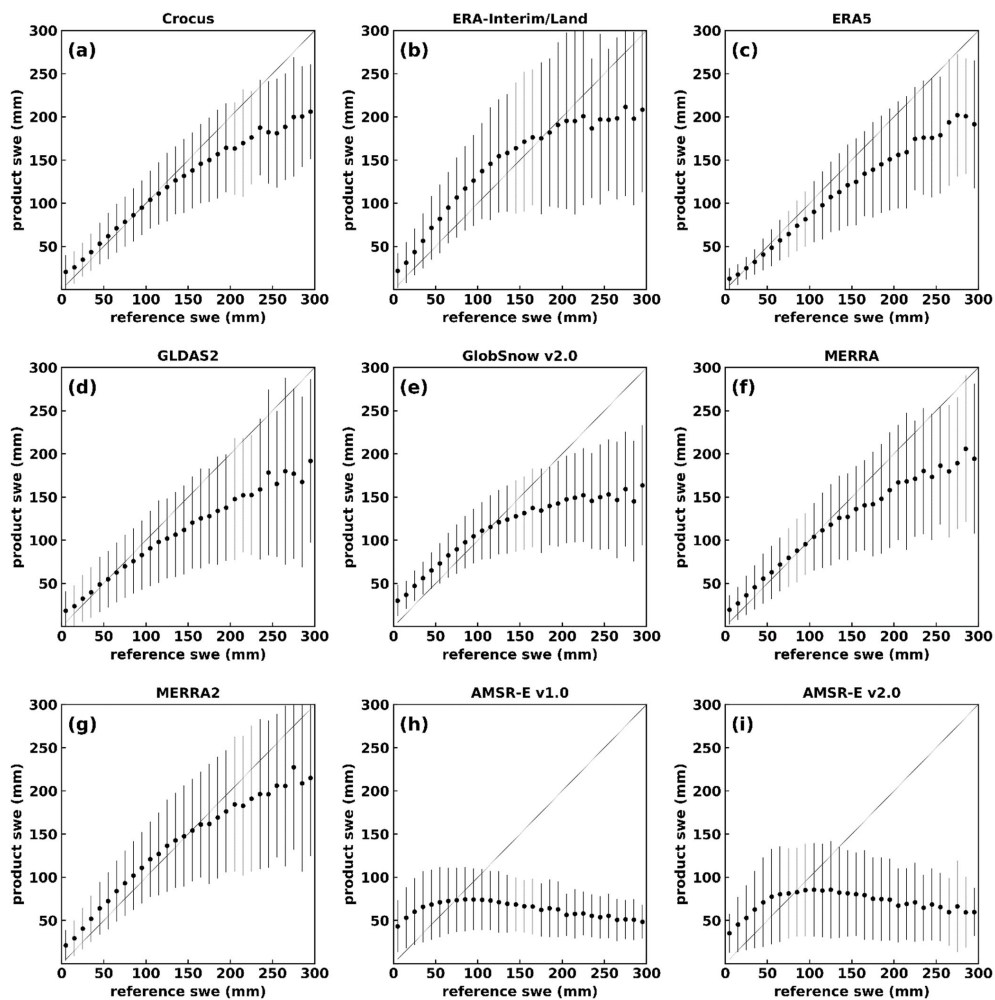 Crocus
ERA-Interim/Land
ERA5
(a)
(b)
(c)
300
250
200
150
100
50
product swe (mm)
0 50 100 150 200 250 300
reference swe (mm)
300
250
200
150
100
50
product swe (mm)
0 50 100 150 200 250 300
reference swe (mm)
300
250
200
150
100
50
product swe (mm)
0 50 100 150 200 250 300
reference swe (mm)
GLDAS2
GlobSnow v2.0
MERRA
(d)
(e)
(f)
300
250
200
150
100
50
product swe (mm)
0 50 100 150 200 250 300
reference swe (mm)
300
250
200
150
100
50
product swe (mm)
0 50 100 150 200 250 300
reference swe (mm)
300
250
200
150
100
50
product swe (mm)
0 50 100 150 200 250 300
reference swe (mm)
MERRA2
AMSR-E v1.0
AMSR-E v2.0
(g)
(h)
(i)
300
250
200
150
100
50
product swe (mm)
0 50 100 150 200 250 300
reference swe (mm)
300
250
200
150
100
50
product swe (mm)
0 50 100 150 200 250 300
reference swe (mm)
300
250
200
150
100
50
product swe (mm)
0 50 100 150 200 250 300
reference swe (mm)